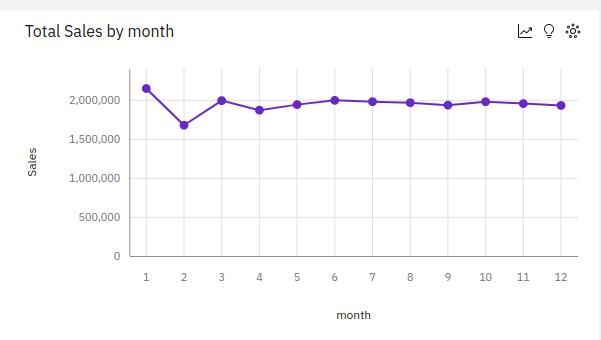 Total Sales by month
Sales
2,000,000
1,500,000
1,000,000
500,000
0
1 2 3 4 5 6 7 8 9 10 11 12
month